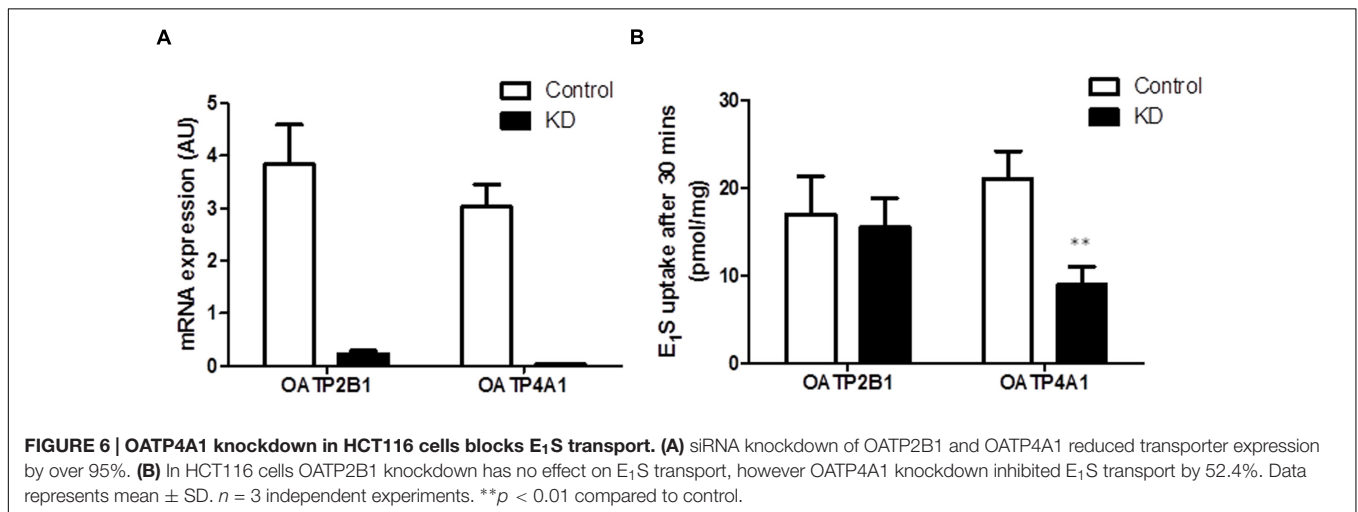 A
Control
KD
mRNA expression (AU)
5
4
3
2
1
0
OATP2B1
OATP4A1
B
Control
KD
E₁S uptake after 30 mins
(pmol/mg)
30
20
10
0
**
OATP2B1
OATP4A1
FIGURE 6 | OATP4A1 knockdown in HCT116 cells blocks E₁S transport. (A) siRNA knockdown of OATP2B1 and OATP4A1 reduced transporter expression
by over 95%. (B) In HCT116 cells OATP2B1 knockdown has no effect on E₁S transport, however OATP4A1 knockdown inhibited E₁S transport by 52.4%. Data
represents mean ± SD. n = 3 independent experiments. **p < 0.01 compared to control.